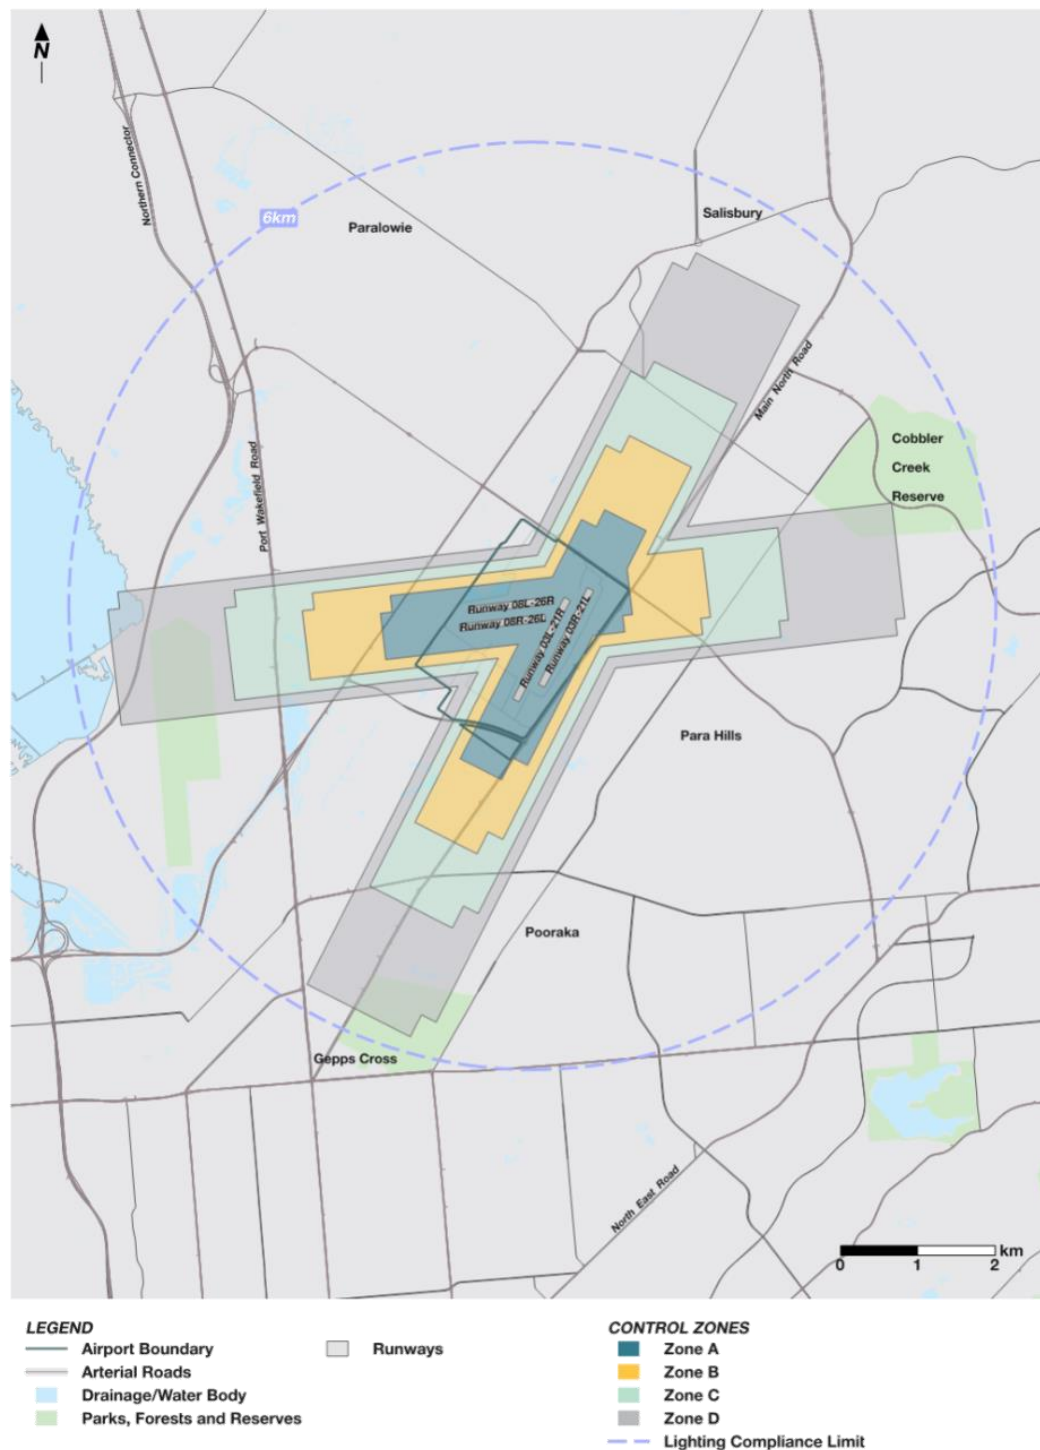 N
Northern Connector
6km
Paralowie
Salisbury
Main North Road
Cobbler
Creek
Reserve
Port Wakefield Road
Runway 08L-26R
Runway 08R-26L
Runway 03L-21R
Runway 03R-21L
Para Hills
Pooraka
Gepps Cross
North East Road
km
0 1 2
LEGEND
Airport Boundary
Arterial Roads
Drainage/Water Body
Parks, Forests and Reserves
Runways
CONTROL ZONES
Zone A
Zone B
Zone C
Zone D
Lighting Compliance Limit